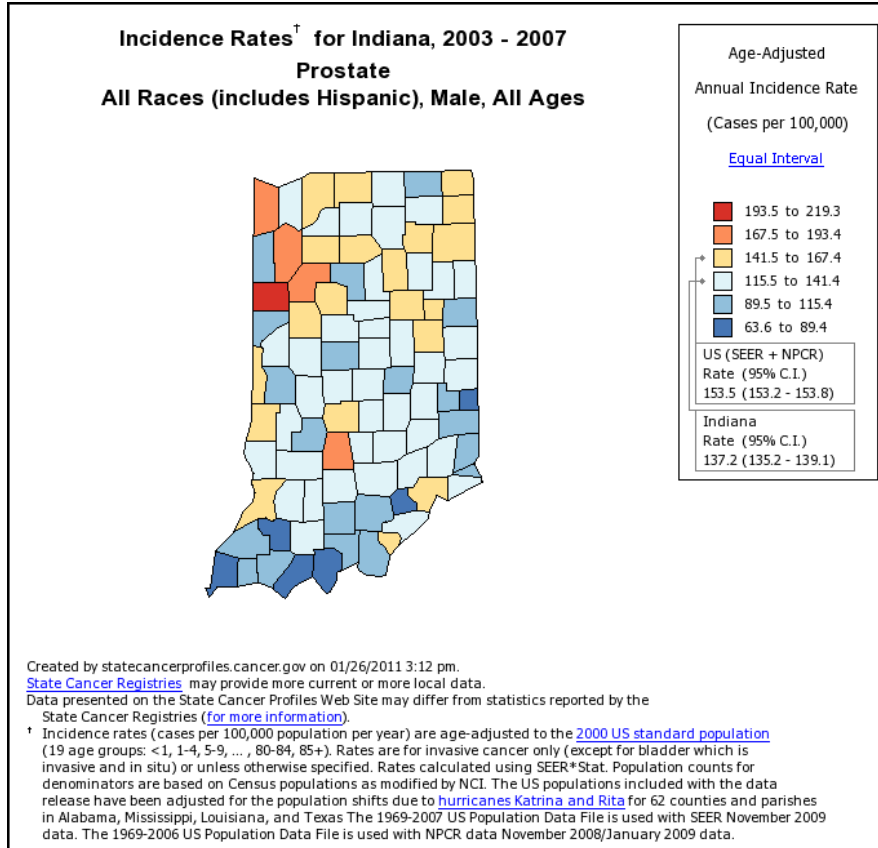 Incidence Rates† for Indiana, 2003 - 2007
Prostate
All Races (includes Hispanic), Male, All Ages
Age-Adjusted
Annual Incidence Rate
(Cases per 100,000)
Equal Interval
193.5 to 219.3
167.5 to 193.4
141.5 to 167.4
115.5 to 141.4
89.5 to 115.4
63.6 to 89.4
US (SEER + NPCR)
Rate (95% C.I.)
153.5 (153.2 - 153.8)
Indiana
Rate (95% C.I.)
137.2 (135.2 - 139.1)
Created by statecancerprofiles.cancer.gov on 01/26/2011 3:12 pm.
State Cancer Registries may provide more current or more local data.
Data presented on the State Cancer Profiles Web Site may differ from statistics reported by the
State Cancer Registries (for more information).
† Incidence rates (cases per 100,000 population per year) are age-adjusted to the 2000 US standard population
(19 age groups: <1, 1-4, 5-9, ... , 80-84, 85+). Rates are for invasive cancer only (except for bladder which is
invasive and in situ) or unless otherwise specified. Rates calculated using SEER*Stat. Population counts for
denominators are based on Census populations as modified by NCI. The US populations included with the data
release have been adjusted for the population shifts due to hurricanes Katrina and Rita for 62 counties and parishes
in Alabama, Mississippi, Louisiana, and Texas The 1969-2007 US Population Data File is used with SEER November 2009
data. The 1969-2006 US Population Data File is used with NPCR data November 2008/January 2009 data.